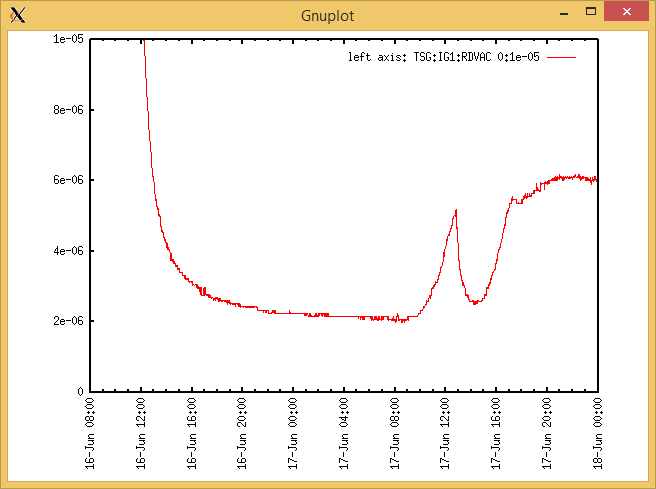 Gnuplot
left axis: TSG:IG1:RDVAC 0:1e-05
1e-05
8e-06
6e-06
4e-06
2e-06
0
16-Jun 08:00
16-Jun 12:00
16-Jun 16:00
16-Jun 20:00
17-Jun 00:00
17-Jun 04:00
17-Jun 08:00
17-Jun 12:00
17-Jun 16:00
17-Jun 20:00
18-Jun 00:00